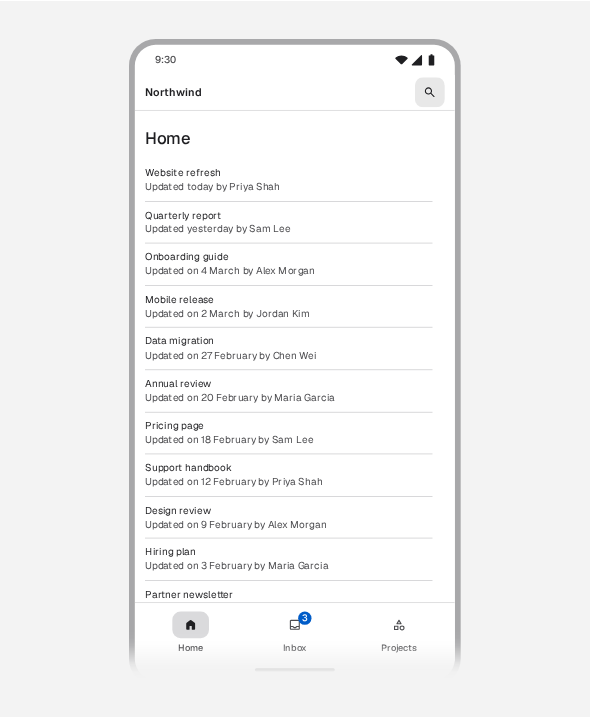 9:30
Northwind
Home
Website refresh
Updated today by Priya Shah
Quarterly report
Updated yesterday by Sam Lee
Onboarding guide
Updated on 4 March by Alex Morgan
Mobile release
Updated on 2 March by Jordan Kim
Data migration
Updated on 27 February by Chen Wei
Annual review
Updated on 20 February by Maria Garcia
Pricing page
Updated on 18 February by Sam Lee
Support handbook
Updated on 12 February by Priya Shah
Design review
Updated on 9 February by Alex Morgan
Hiring plan
Updated on 3 February by Maria Garcia
Partner newsletter
3
Home Inbox Projects